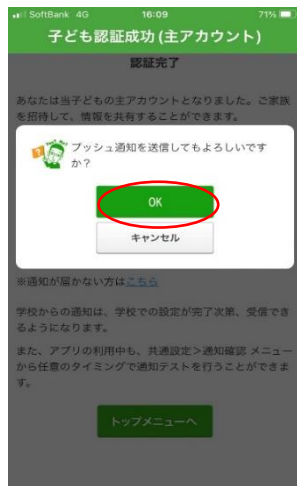 SoftBank 4G 16:09 71%
子ども認証成功(主アカウント)
認証完了
あなたは当子どもの主アカウントとなりました。ご家族
を招待して、情報を共有することができます。
プッシュ通知を送信してもよろしいです
か?
OK
キャンセル
※通知が届かない方はこちら
学校からの通知は、学校での設定が完了次第、受信でき
るようになります。
また、アプリの利用中も、共通設定>通知確認 メニュー
から任意のタイミングで通知テストを行うことができま
す。
トップメニューへ